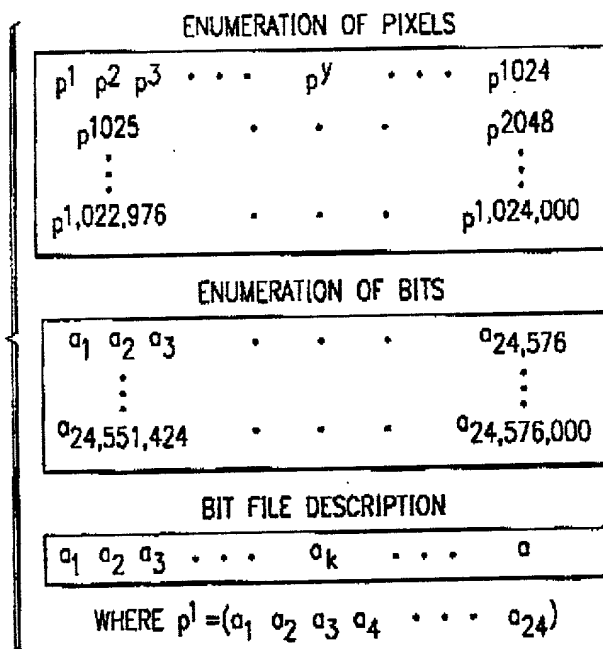 ENUMERATION OF PIXELS
p1 p2 p3 · · · py · · · p1024
p1025 · · · p2048
p1,022,976 · · · p1,024,000
ENUMERATION OF BITS
a1 a2 a3 · · · a24,576
a24,551,424 · · · a24,576,000
BIT FILE DESCRIPTION
a1 a2 a3 · · · ak · · · a
WHERE p1 =(a1 a2 a3 a4 · · · a24)